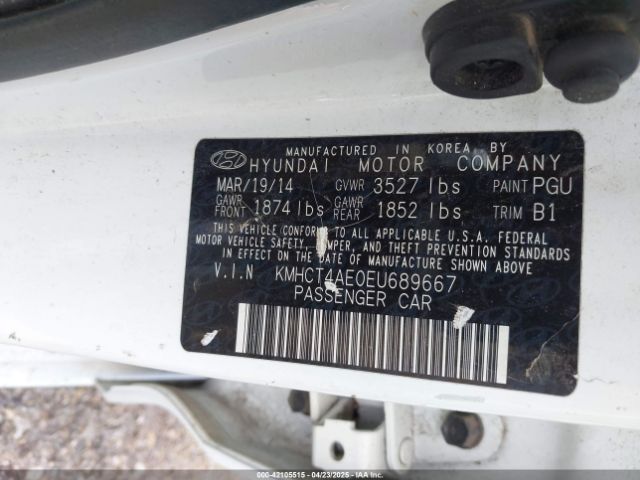 MANUFACTURED IN KOREA BY
HYUNDAI MOTOR COMPANY
MAR/19/14 GVWR 3527 lbs PAINT PGU
GAWR FRONT 1874 lbs GAWR REAR 1852 lbs TRIM B1
THIS VEHICLE CONFORMS TO ALL APPLICABLE U.S.A. FEDERAL
MOTOR VEHICLE SAFETY, BUMPER, AND THEFT PREVENTION STANDARDS
IN EFFECT ON THE DATE OF MANUFACTURE SHOWN ABOVE
V.I.N KMHCT4AE0EU689667
PASSENGER CAR
000-42105515 - 04/23/2025 - IAAI.COM